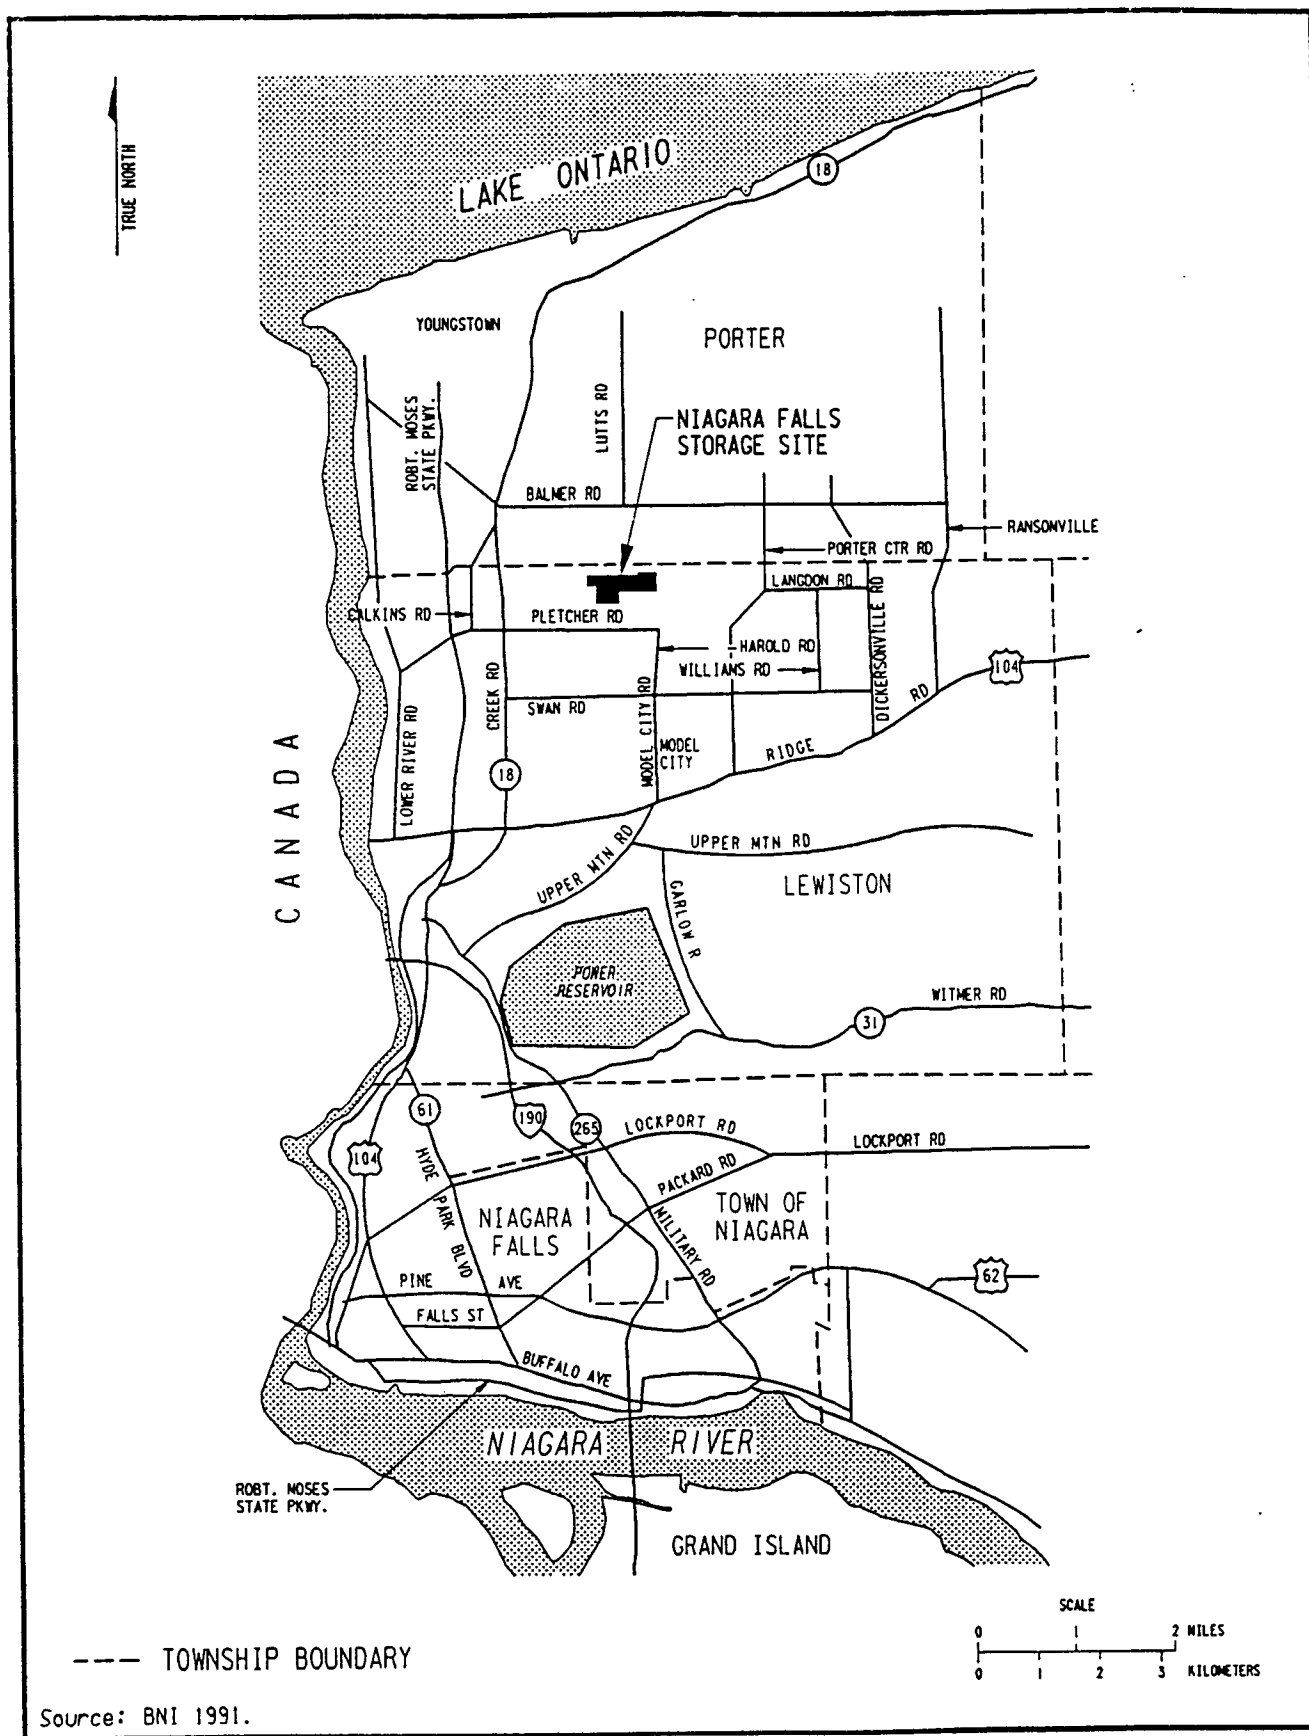 TRUE NORTH
LAKE ONTARIO
18
YOUNGSTOWN
PORTER
LUTTS RD
ROBT. MOSES
STATE PKWY.
NIAGARA FALLS
STORAGE SITE
BALMER RD
RANSOMVILLE
PORTER CTR RD
LANGDON RD
CALKINS RD
PLETCHER RD
HAROLD RD
WILLIAMS RD
DICKERSONVILLE RD
104
CREEK RD
SWAN RD
MODEL CITY RD
MODEL
CITY
RIDGE RD
LOWER RIVER RD
18
CANADA
UPPER MTN RD
UPPER MTN RD
LEWISTON
GARLOW R
POWER
RESERVOIR
WITMER RD
31
61
190
265
LOCKPORT RD
LOCKPORT RD
104
HYDE PARK BLVD
PACKARD RD
NIAGARA
FALLS
TOWN OF
NIAGARA
MILITARY RD
PINE AVE
62
FALLS ST
BUFFALO AVE
NIAGARA RIVER
ROBT. MOSES
STATE PKWY.
GRAND ISLAND
SCALE
0 1 2 MILES
0 1 2 3 KILOMETERS
--- TOWNSHIP BOUNDARY
Source: BNI 1991.